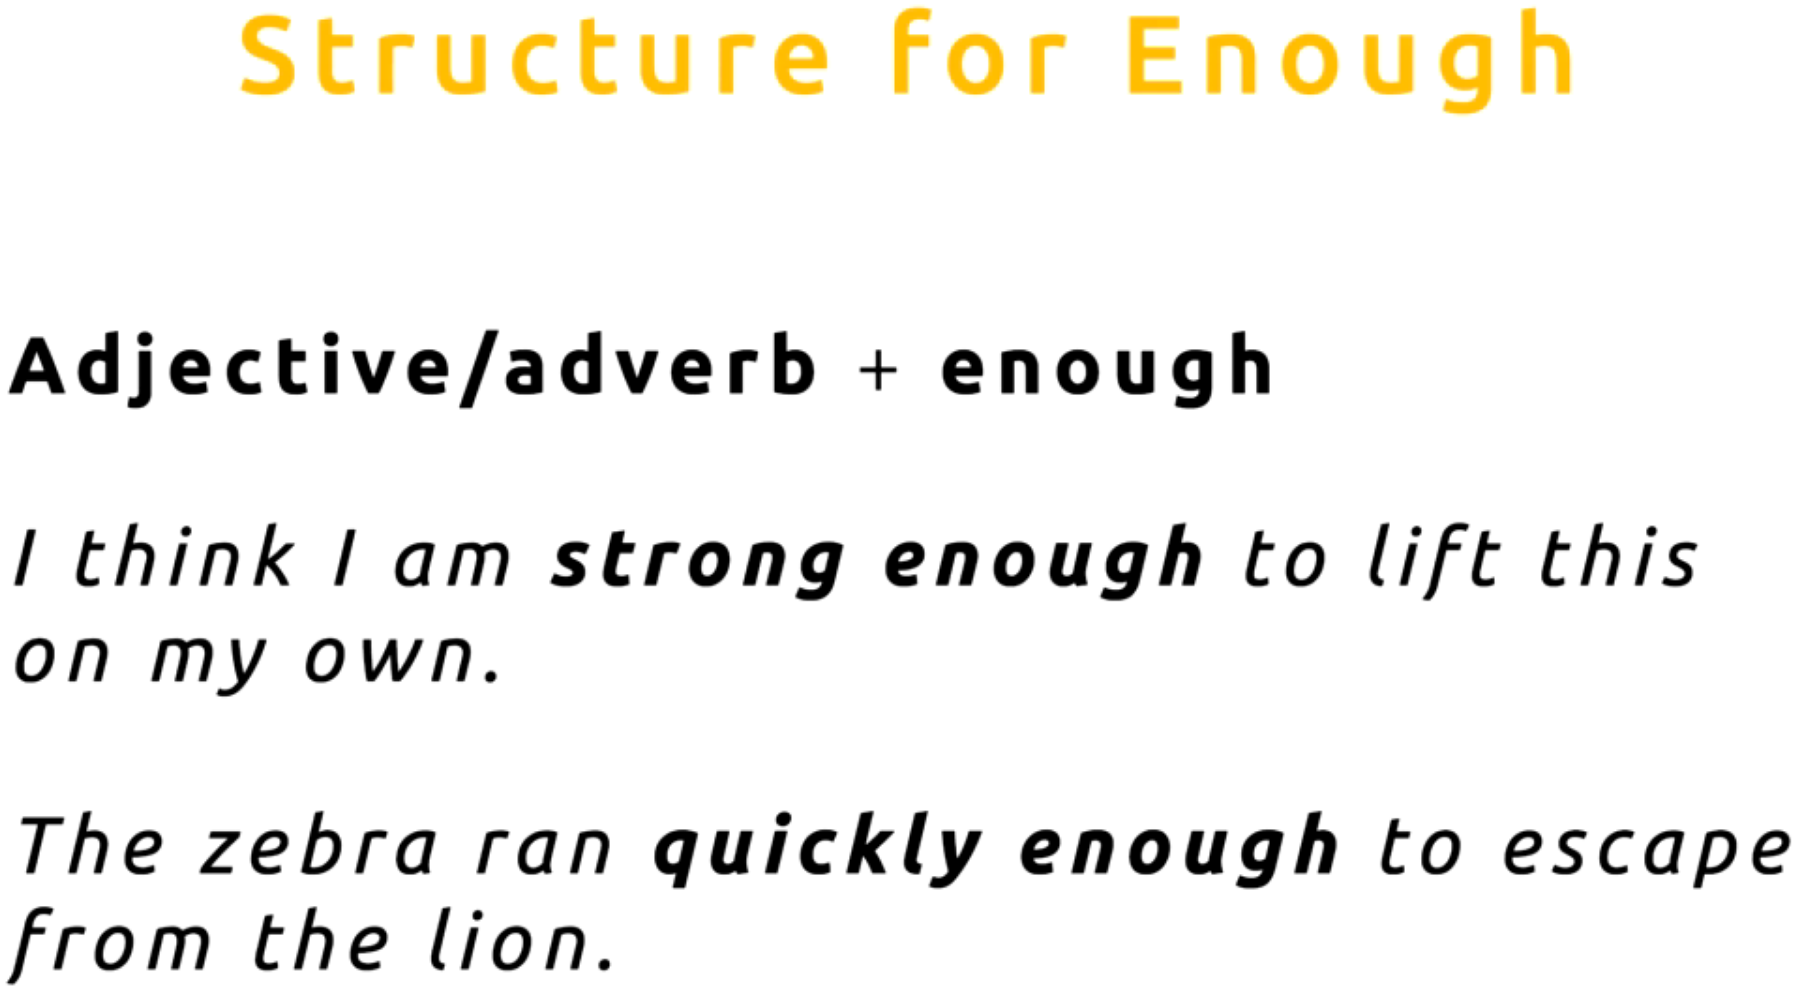 Structure for Enough
Adjective/adverb + enough
I think I am strong enough to lift this
on my own.
The zebra ran quickly enough to escape
from the lion.